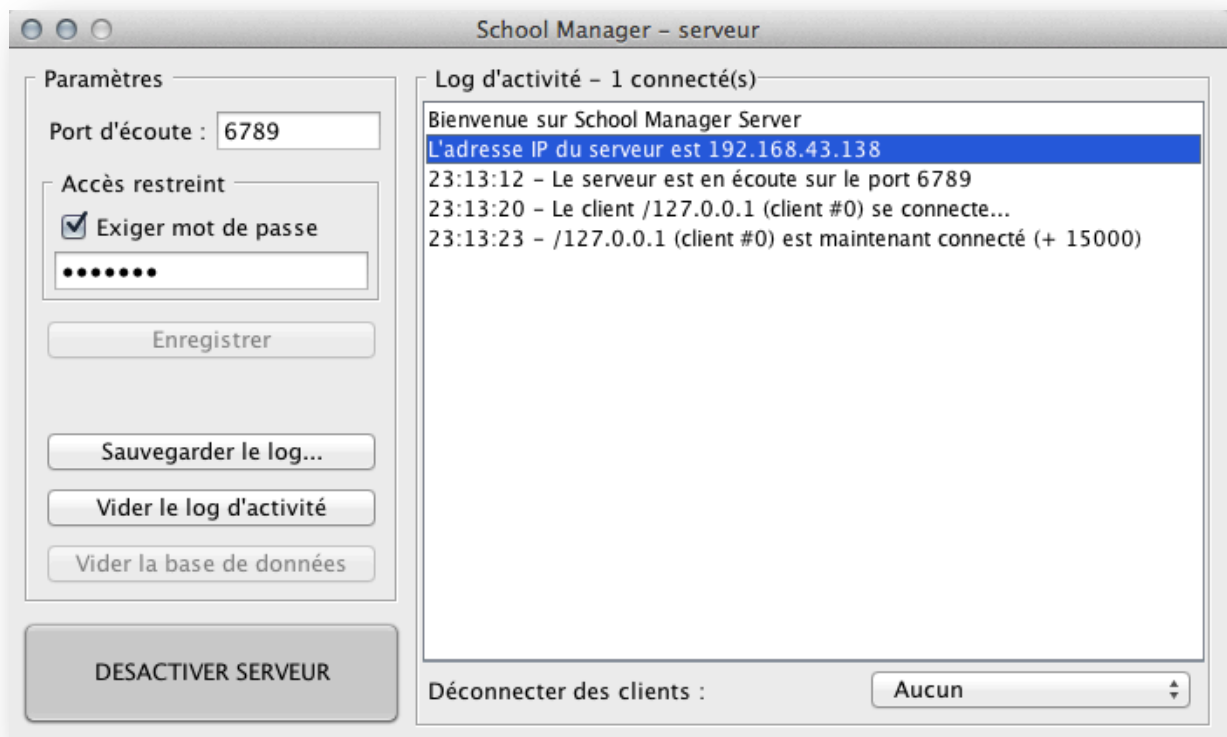 School Manager – serveur
Paramètres
Port d'écoute : 6789
Accès restreint
Exiger mot de passe
•••••••
Enregistrer
Sauvegarder le log...
Vider le log d'activité
Vider la base de données
DESACTIVER SERVEUR
Log d'activité – 1 connecté(s)
Bienvenue sur School Manager Server
L'adresse IP du serveur est 192.168.43.138
23:13:12 – Le serveur est en écoute sur le port 6789
23:13:20 – Le client /127.0.0.1 (client #0) se connecte...
23:13:23 – /127.0.0.1 (client #0) est maintenant connecté (+ 15000)
Déconnecter des clients : Aucun